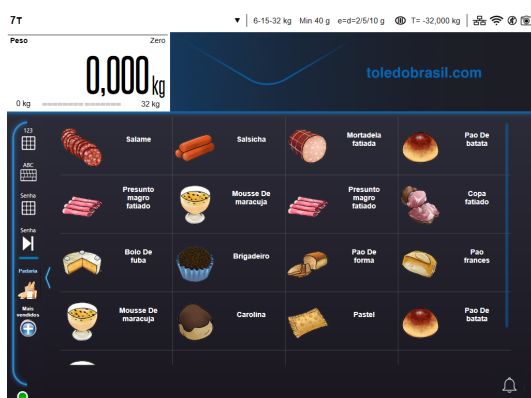 7T
▼ 6-15-32 kg Min 40 g e=d=2/5/10 g T= -32,000 kg
Peso Zero
0,000 kg
0 kg 32 kg
toledobrasil.com
123
ABC
Senha
Senha
Padaria
Mais
vendidos
Salame
Salsicha
Mortadela
fatiada
Pao De
batata
Presunto
magro
fatiado
Mousse De
maracuja
Presunto
magro
fatiado
Copa
fatiado
Bolo De
fuba
Brigadeiro
Pao De
forma
Pao
frances
Mousse De
maracuja
Carolina
Pastel
Pao De
batata